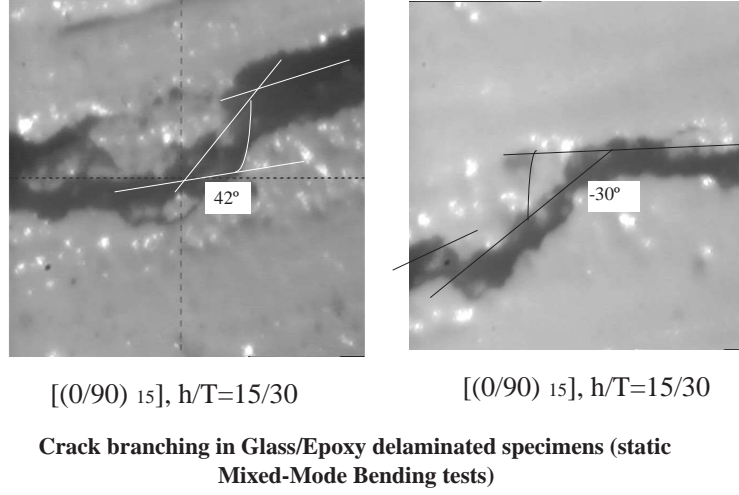 42º
-30º
[(0/90) 15], h/T=15/30
[(0/90) 15], h/T=15/30
Crack branching in Glass/Epoxy delaminated specimens (static
Mixed-Mode Bending tests)